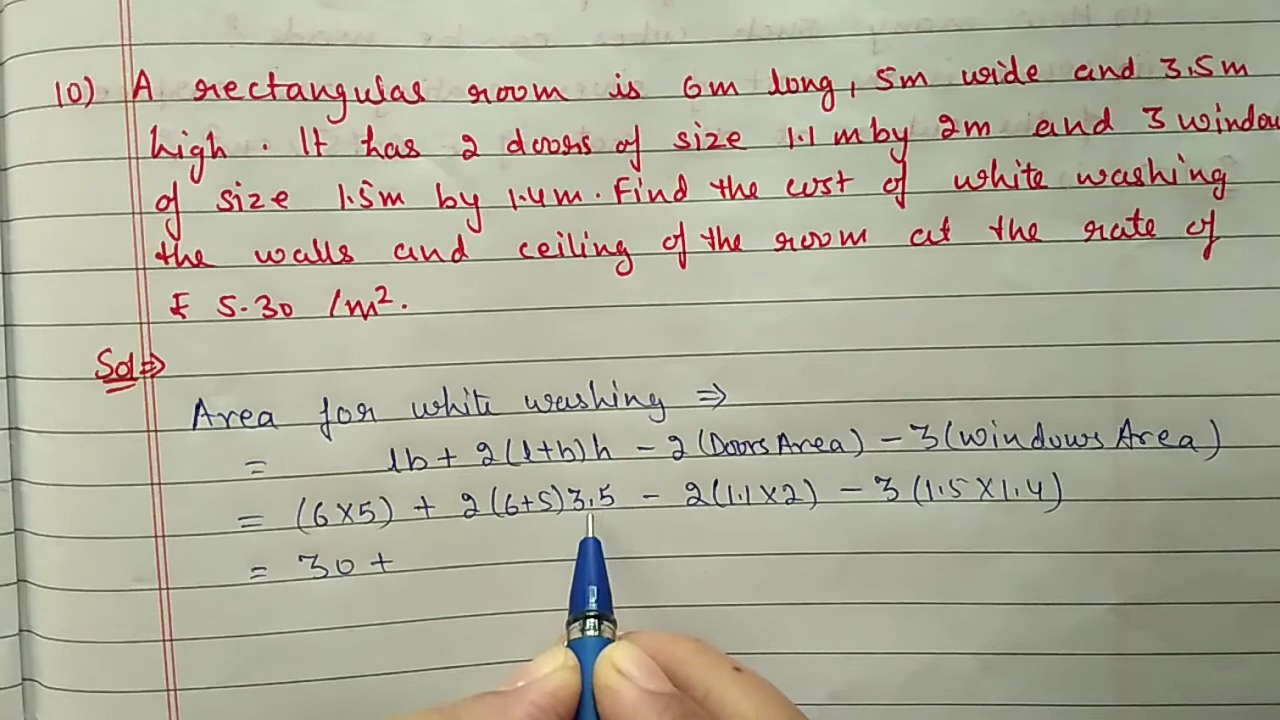 10) A rectangular room is 6m long, 5m wide and 3.5m
high. It has 2 doors of size 1.1 m by 2m and 3 window
of size 1.5m by 1.4m. Find the cost of white washing
the walls and ceiling of the room at the rate of
₹ 5.30 /m².
Sol⇒
Area for white washing ⇒
= lb + 2(l+b)h - 2(Doors Area) - 3(windows Area)
= (6×5) + 2(6+5)3.5 - 2(1.1×2) - 3(1.5×1.4)
= 30 +